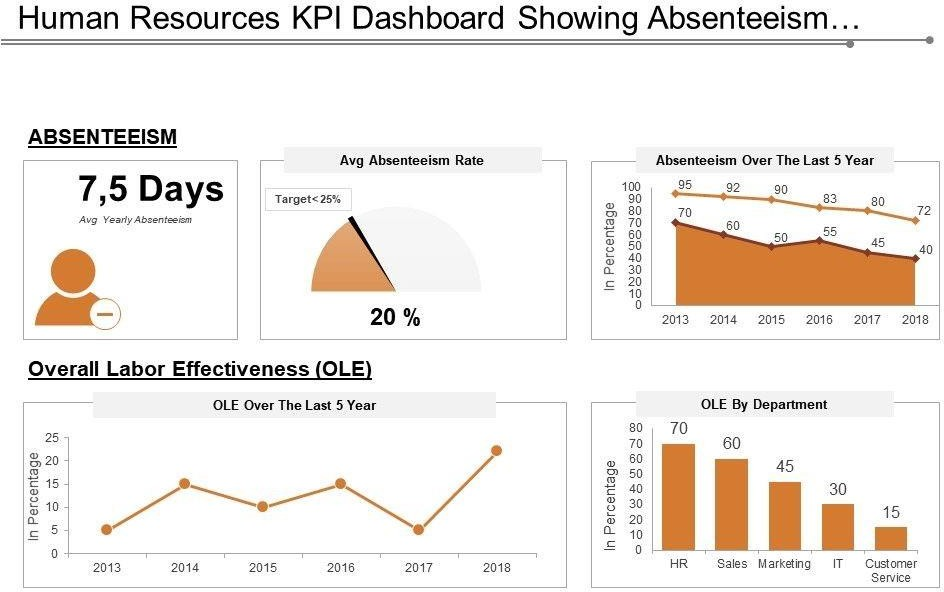 Human Resources KPI Dashboard Showing Absenteeism…
ABSENTEEISM
7,5 Days
Avg Yearly Absenteeism
Avg Absenteeism Rate
Target<25%
20 %
Absenteeism Over The Last 5 Year
In Percentage
100
90
80
70
60
50
40
30
20
10
0
95
92
90
83
80
72
70
60
50
55
45
40
2013 2014 2015 2016 2017 2018
Overall Labor Effectiveness (OLE)
OLE Over The Last 5 Year
In Percentage
25
20
15
10
5
0
2013 2014 2015 2016 2017 2018
OLE By Department
In Percentage
80
70
60
50
40
30
20
10
0
70
60
45
30
15
HR Sales Marketing IT Customer
Service